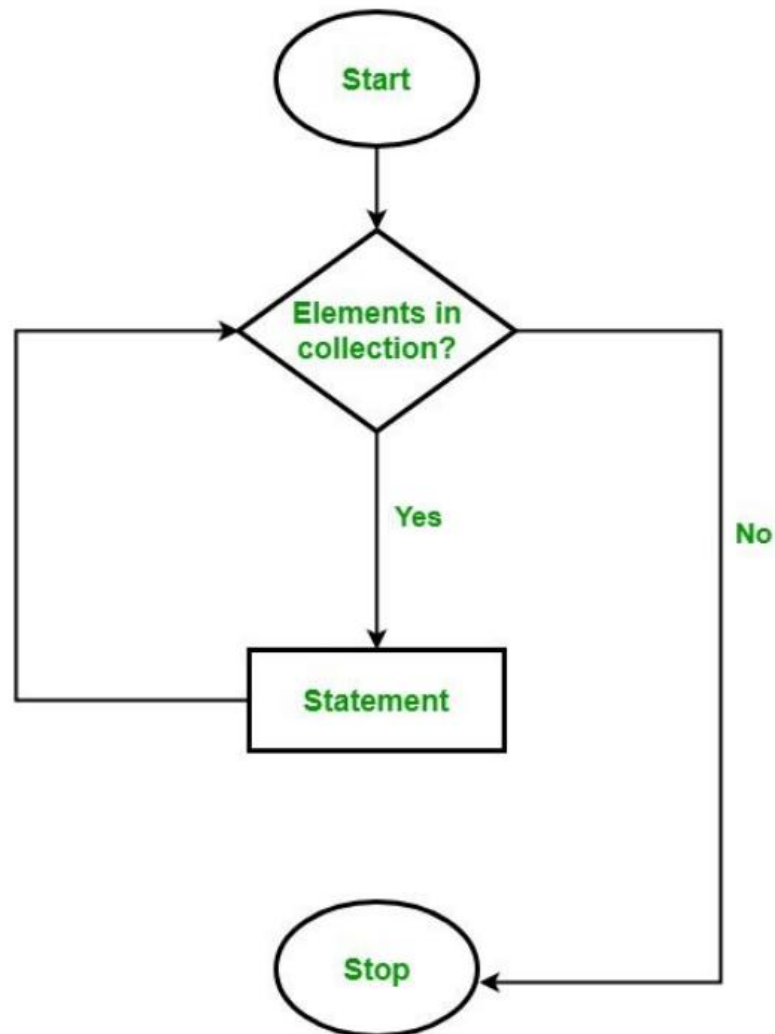 Start
Elements in
collection?
Yes
No
Statement
Stop